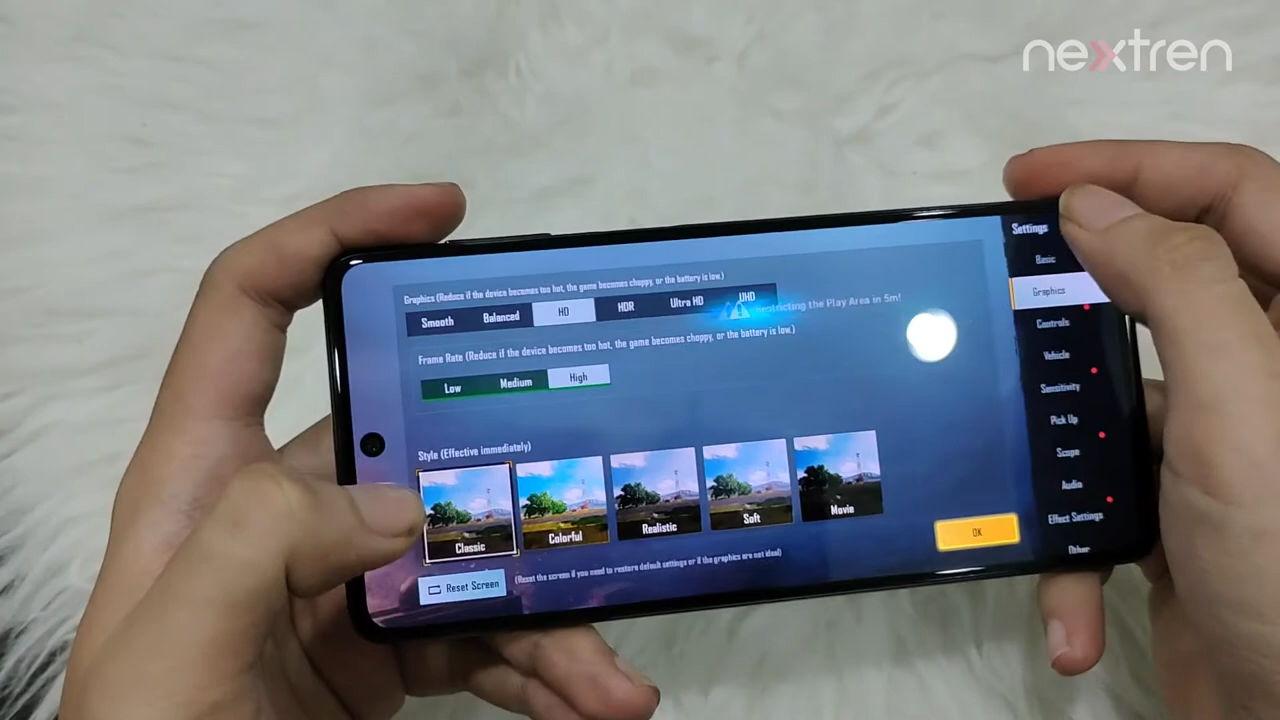 nextren
Settings
Basic
Graphics
Controls
Vehicle
Sensitivity
Pick Up
Scope
Audio
Effect Settings
Other
Graphics (Reduce if the device becomes too hot, the game becomes choppy, or the battery is low.)
Smooth Balanced HD HDR Ultra HD UHD
estricting the Play Area in 5m!
Frame Rate (Reduce if the device becomes too hot, the game becomes choppy, or the battery is low.)
Low Medium High
Style (Effective immediately)
Classic Colorful Realistic Soft Movie
OK
Reset Screen (Reset the screen if you need to restore default settings or if the graphics are not ideal)